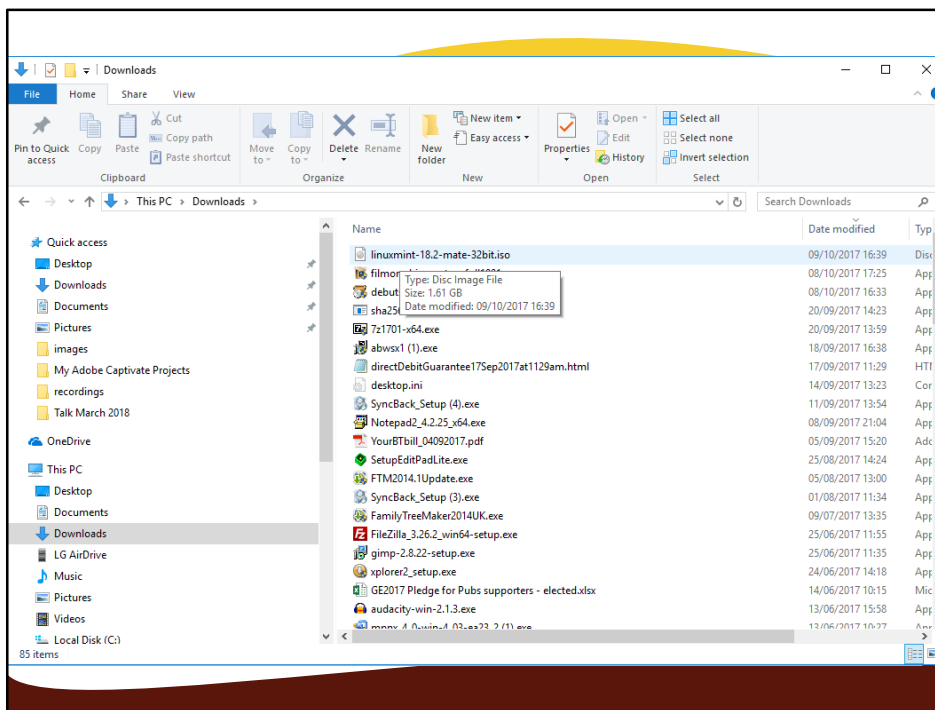 Downloads
File Home Share View
Pin to Quick access
Copy
Paste
Cut
Copy path
Paste shortcut
Clipboard
Move to
Copy to
Delete
Rename
Organize
New folder
New item
Easy access
New
Properties
Open
Edit
History
Open
Select all
Select none
Invert selection
Select
This PC > Downloads >
Search Downloads
Quick access
Desktop
Downloads
Documents
Pictures
images
My Adobe Captivate Projects
recordings
Talk March 2018
OneDrive
This PC
Desktop
Documents
Downloads
LG AirDrive
Music
Pictures
Videos
Local Disk (C:)
Name Date modified Typ
linuxmint-18.2-mate-32bit.iso 09/10/2017 16:39 Disc
08/10/2017 17:25 App
Type: Disc Image File
Size: 1.61 GB
Date modified: 09/10/2017 16:39
debut 08/10/2017 16:33 App
sha256 20/09/2017 14:23 App
7z1701-x64.exe 20/09/2017 13:59 App
abwsx1 (1).exe 18/09/2017 16:38 App
directDebitGuarantee17Sep2017at1129am.html 17/09/2017 11:29 HTM
desktop.ini 14/09/2017 13:23 Cor
SyncBack_Setup (4).exe 11/09/2017 13:54 App
Notepad2_4.2.25_x64.exe 08/09/2017 21:04 App
YourBTbill_04092017.pdf 05/09/2017 15:20 Adc
SetupEditPadLite.exe 25/08/2017 14:24 App
FTM2014.1Update.exe 05/08/2017 13:00 App
SyncBack_Setup (3).exe 01/08/2017 11:34 App
FamilyTreeMaker2014UK.exe 09/07/2017 13:35 App
FileZilla_3.26.2_win64-setup.exe 25/06/2017 11:55 App
gimp-2.8.22-setup.exe 25/06/2017 11:35 App
xplorer2_setup.exe 24/06/2017 14:18 App
GE2017 Pledge for Pubs supporters - elected.xlsx 14/06/2017 10:15 Mic
audacity-win-2.1.3.exe 13/06/2017 15:58 App
13/06/2017 10:27 App
85 items